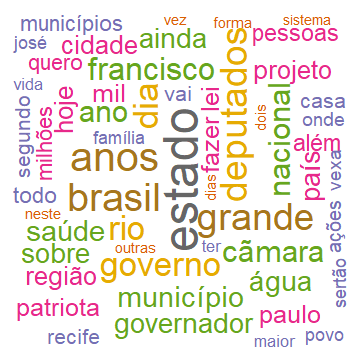 vez forma sistema
municípios ainda pessoas
josé cidade
quero francisco projeto
vida mil vai
hoje ano dia deputados
segundo milhões família
estado fazer lei dois nacional casa
onde
anos além
país
todo brasil dias vexa
neste grande ações
saúde rio
sobre outras ter cãmara
região governo sertão
água
patriota município paulo
recife governador maior povo